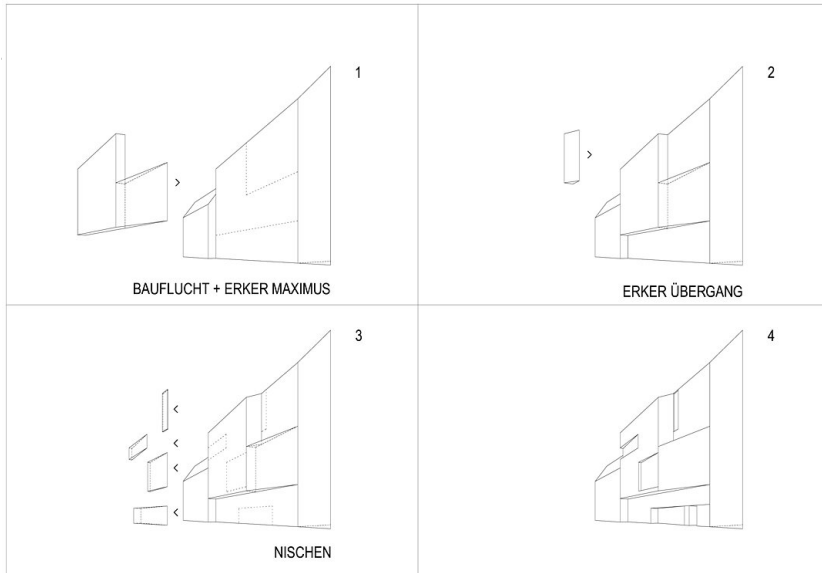 1
BAUFLUCHT + ERKER MAXIMUS
2
ERKER ÜBERGANG
3
NISCHEN
4